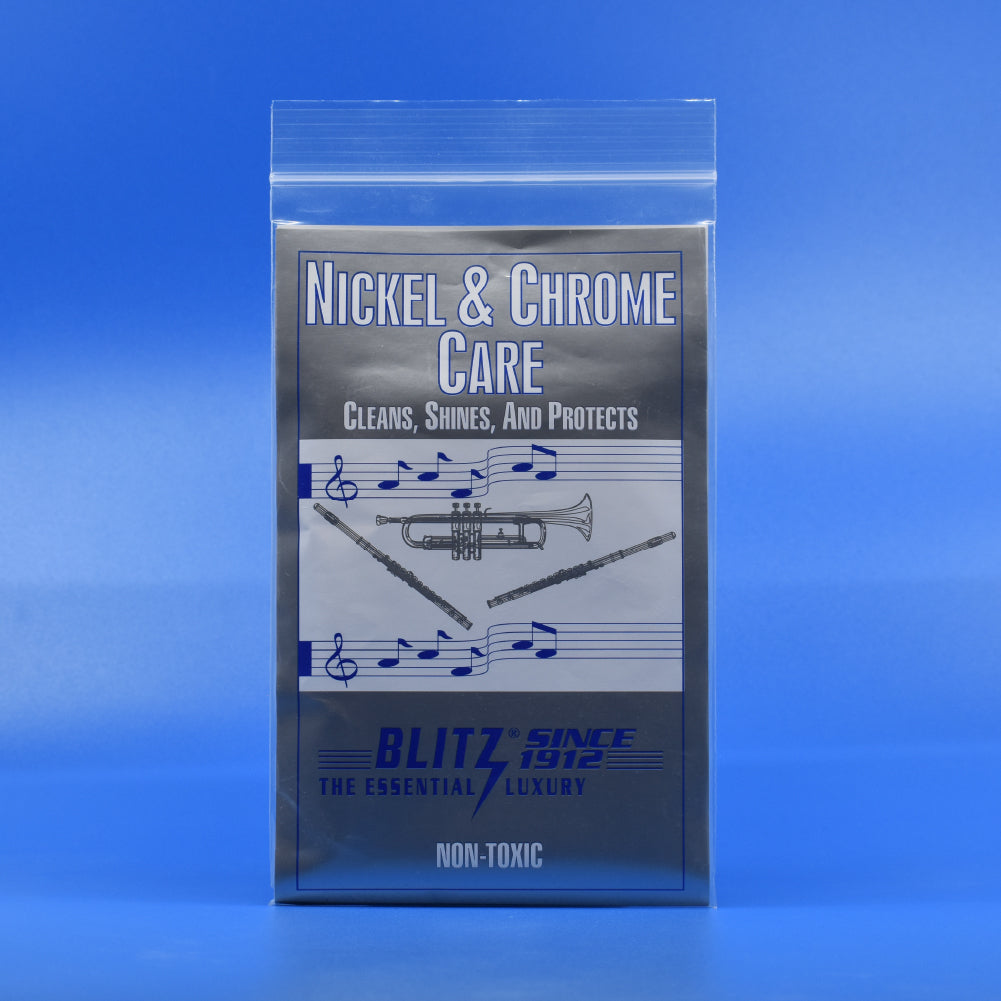 NICKEL & CHROME
CARE
CLEANS, SHINES, AND PROTECTS
BLITZ® SINCE
1912
THE ESSENTIAL LUXURY
NON-TOXIC